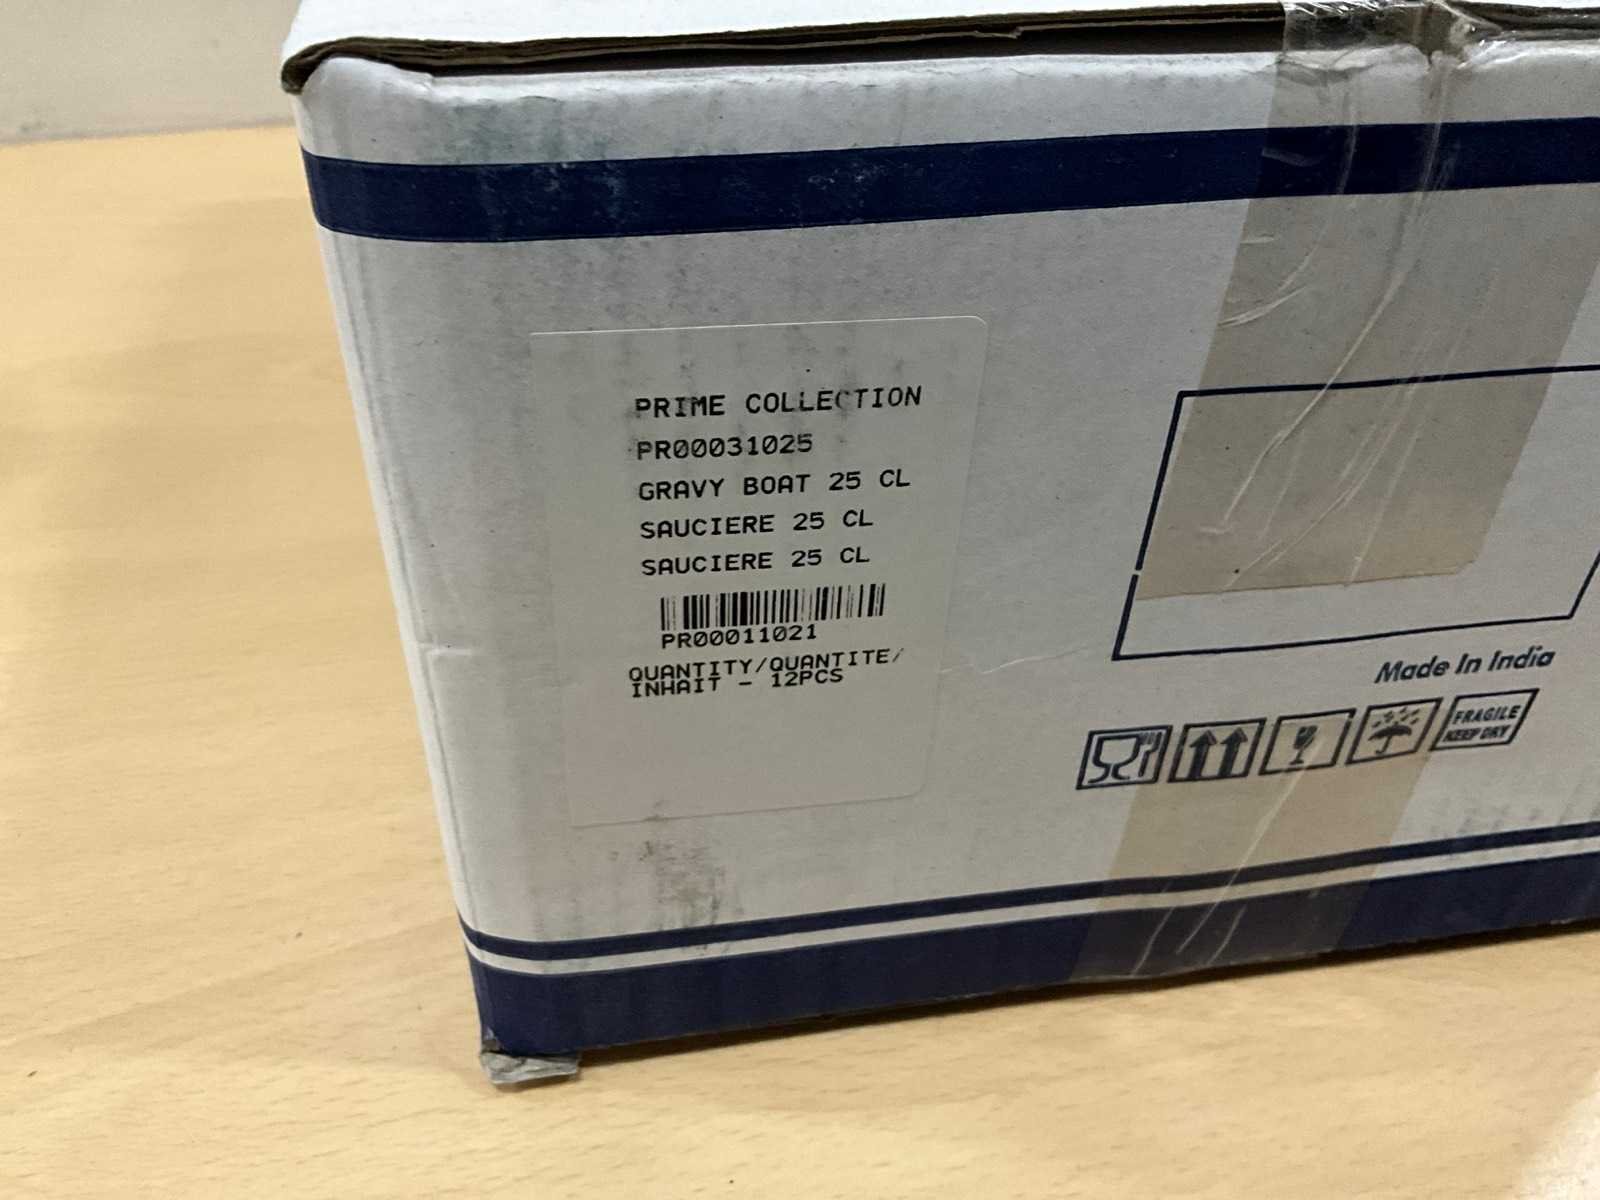 PRIME COLLECTION
PR00031025
GRAVY BOAT 25 CL
SAUCIERE 25 CL
SAUCIERE 25 CL
PR00011021
QUANTITY/QUANTITE/
INHAIT - 12PCS
Made In India
FRAGILE
KEEP DRY